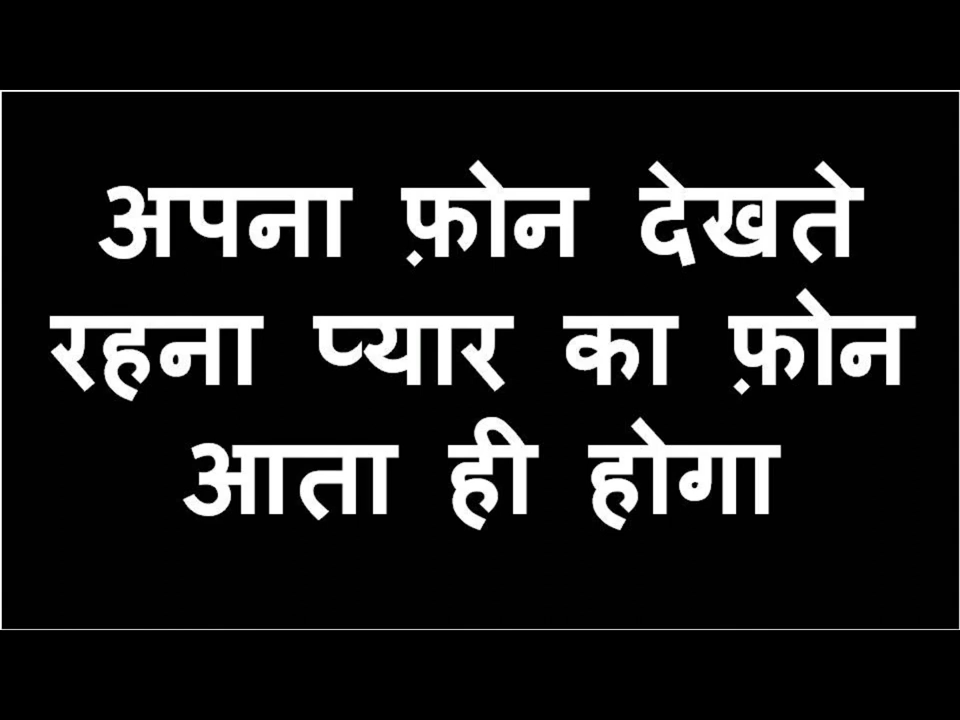 अपना फ़ोन देखते
रहना प्यार का फ़ोन
आता ही होगा